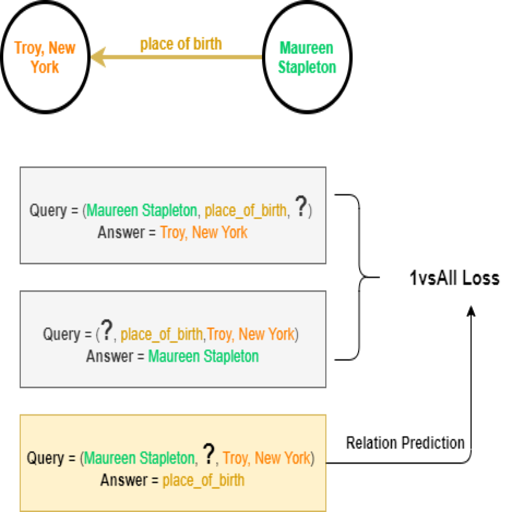 Troy, New
York
place of birth
Maureen
Stapleton
Query = (Maureen Stapleton, place_of_birth, ?)
Answer = Troy, New York
Query = (?, place_of_birth,Troy, New York)
Answer = Maureen Stapleton
1vsAll Loss
Query = (Maureen Stapleton, ?, Troy, New York)
Answer = place_of_birth
Relation Prediction